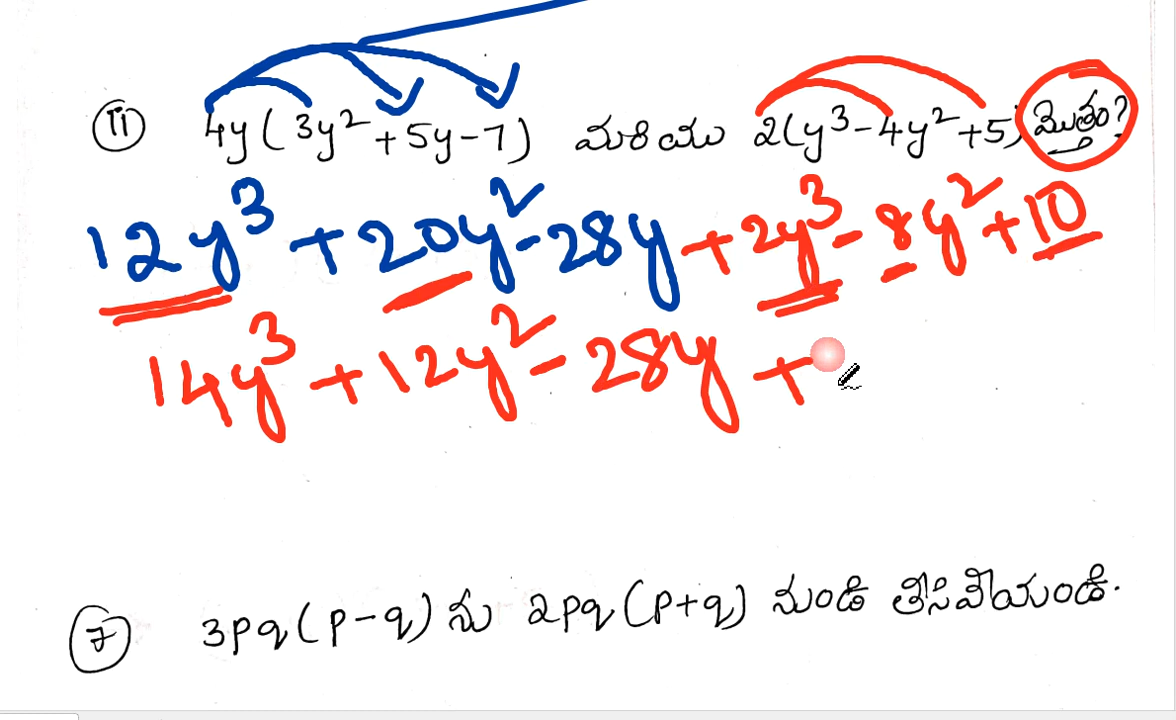 (ii) 4y(3y²+5y-7) మరియు 2(y³-4y²+5) మొత్తం?
12y³+20y²-28y+2y³-8y²+10
14y³+12y²-28y+
(7) 3pq(p-q) ను 2pq(p+q) నుండి తీసివేయండి.